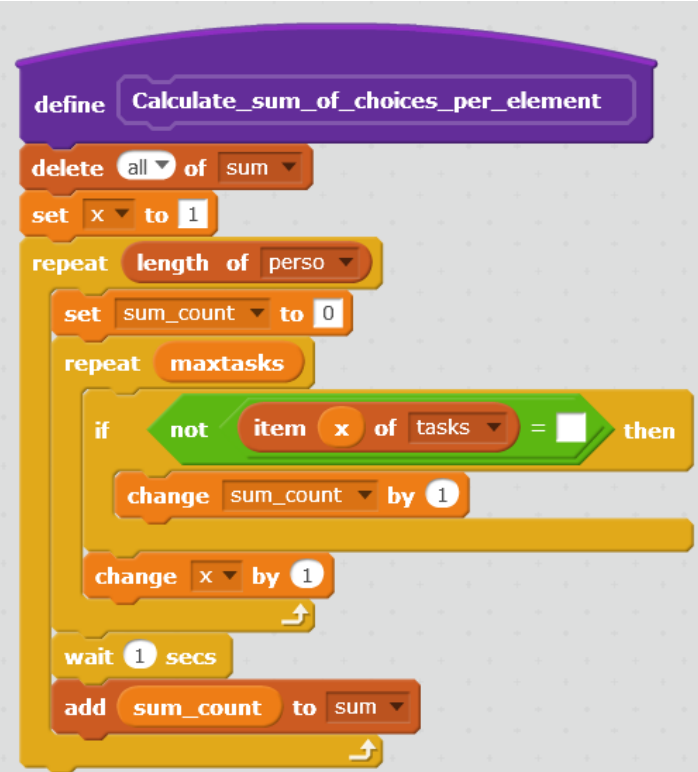 define Calculate_sum_of_choices_per_element
delete all of sum
set x to 1
repeat length of perso
set sum_count to 0
repeat maxtasks
if not item x of tasks = then
change sum_count by 1
change x by 1
wait 1 secs
add sum_count to sum